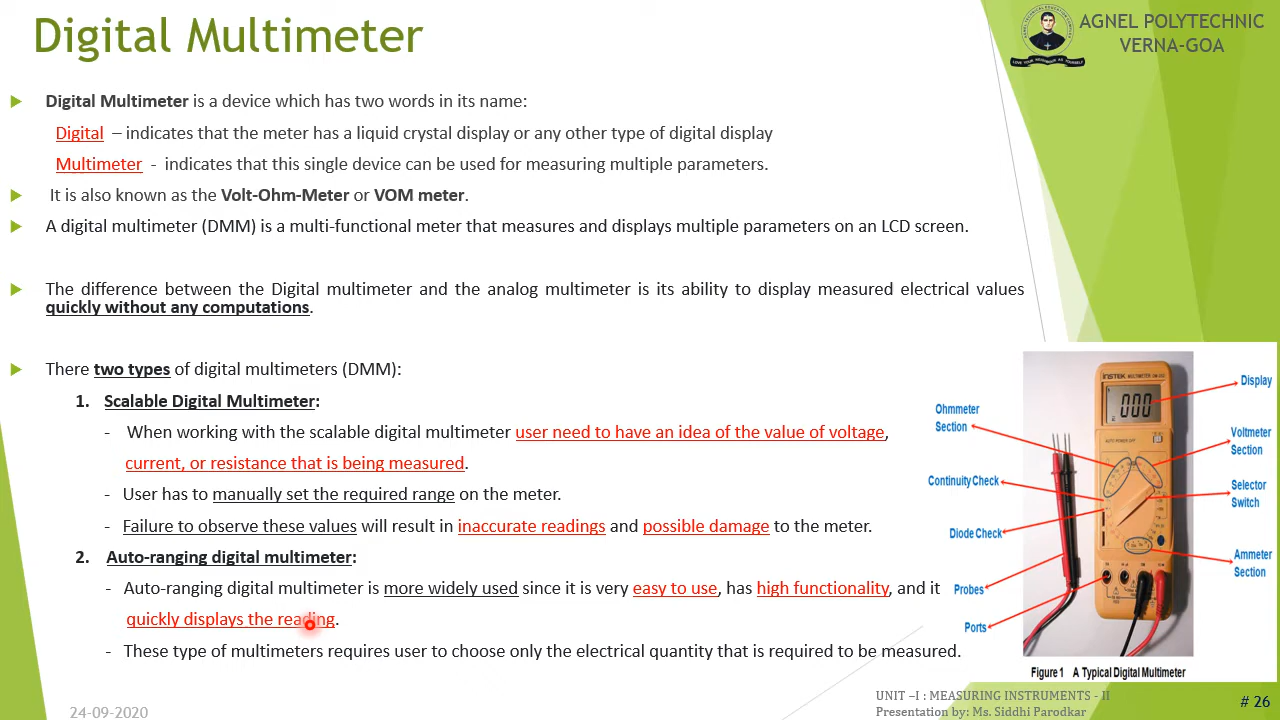 Digital Multimeter
AGNEL POLYTECHNIC
VERNA-GOA
LOVE YOUR NEIGHBOUR AS YOURSELF
Digital Multimeter is a device which has two words in its name:
Digital – indicates that the meter has a liquid crystal display or any other type of digital display
Multimeter - indicates that this single device can be used for measuring multiple parameters.
It is also known as the Volt-Ohm-Meter or VOM meter.
A digital multimeter (DMM) is a multi-functional meter that measures and displays multiple parameters on an LCD screen.
The difference between the Digital multimeter and the analog multimeter is its ability to display measured electrical values
quickly without any computations.
There two types of digital multimeters (DMM):
1. Scalable Digital Multimeter:
- When working with the scalable digital multimeter user need to have an idea of the value of voltage,
current, or resistance that is being measured.
- User has to manually set the required range on the meter.
- Failure to observe these values will result in inaccurate readings and possible damage to the meter.
2. Auto-ranging digital multimeter:
- Auto-ranging digital multimeter is more widely used since it is very easy to use, has high functionality, and it
quickly displays the reading.
- These type of multimeters requires user to choose only the electrical quantity that is required to be measured.
Ohmmeter
Section
Continuity Check
Diode Check
Probes
Ports
INSTEK
000
Display
Voltmeter
Section
Selector
Switch
Ammeter
Section
Figure 1 A Typical Digital Multimeter
24-09-2020
UNIT –I : MEASURING INSTRUMENTS - II
Presentation by: Ms. Siddhi Parodkar
# 26